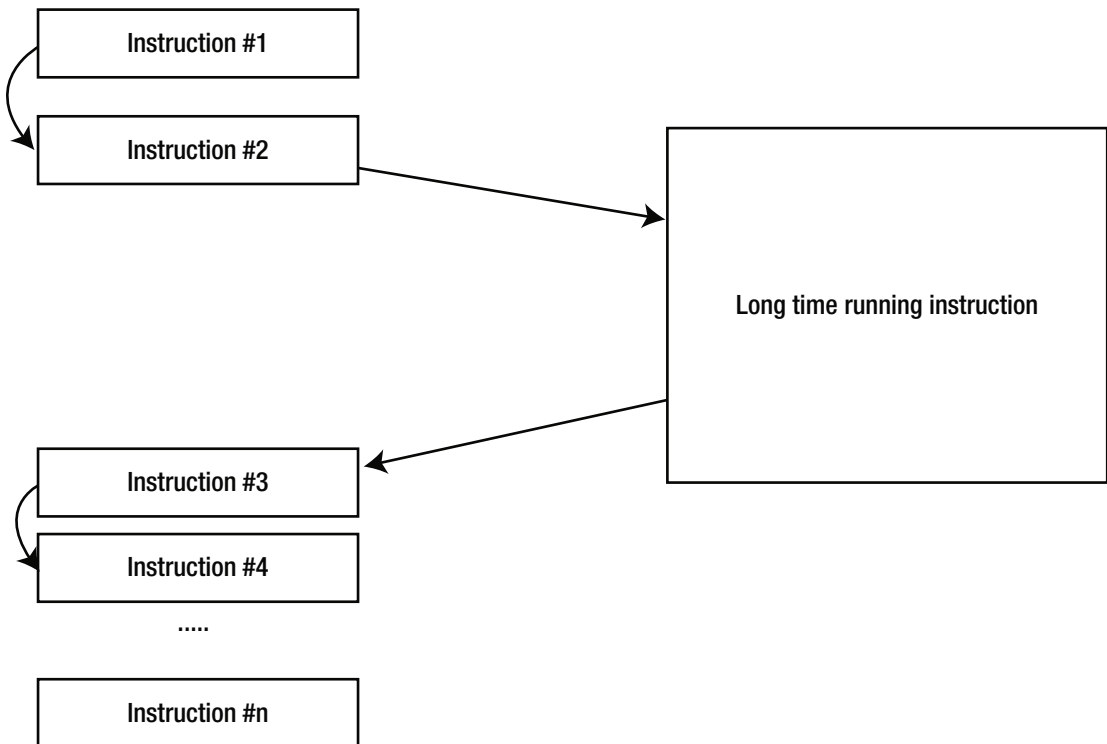 Instruction #1
Instruction #2
Long time running instruction
Instruction #3
Instruction #4
.....
Instruction #n